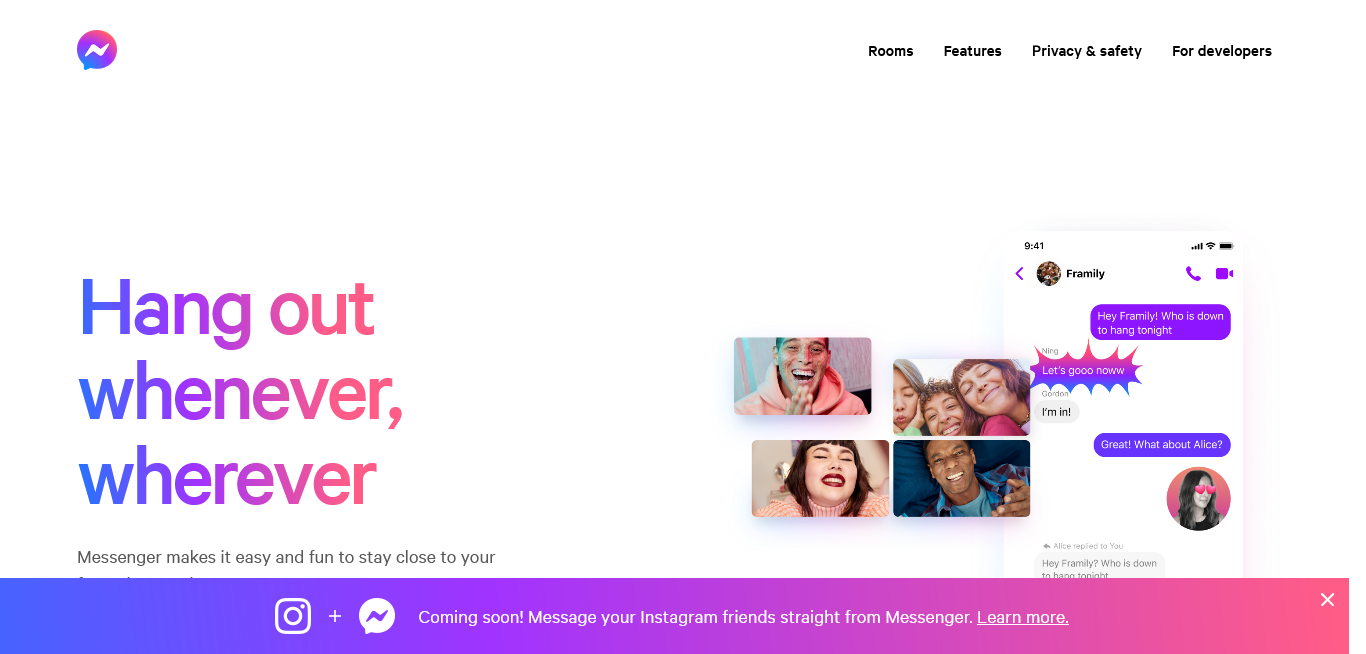 Rooms
Features
Privacy & safety
For developers
Hang out
whenever,
wherever
Messenger makes it easy and fun to stay close to your
9:41
Framily
Hey Framily! Who is down
to hang tonight
Ning
Let's gooo noww
Gordon
I'm in!
Great! What about Alice?
Alice replied to You
Hey Framily? Who is down
to hang tonight
+
Coming soon! Message your Instagram friends straight from Messenger. Learn more.